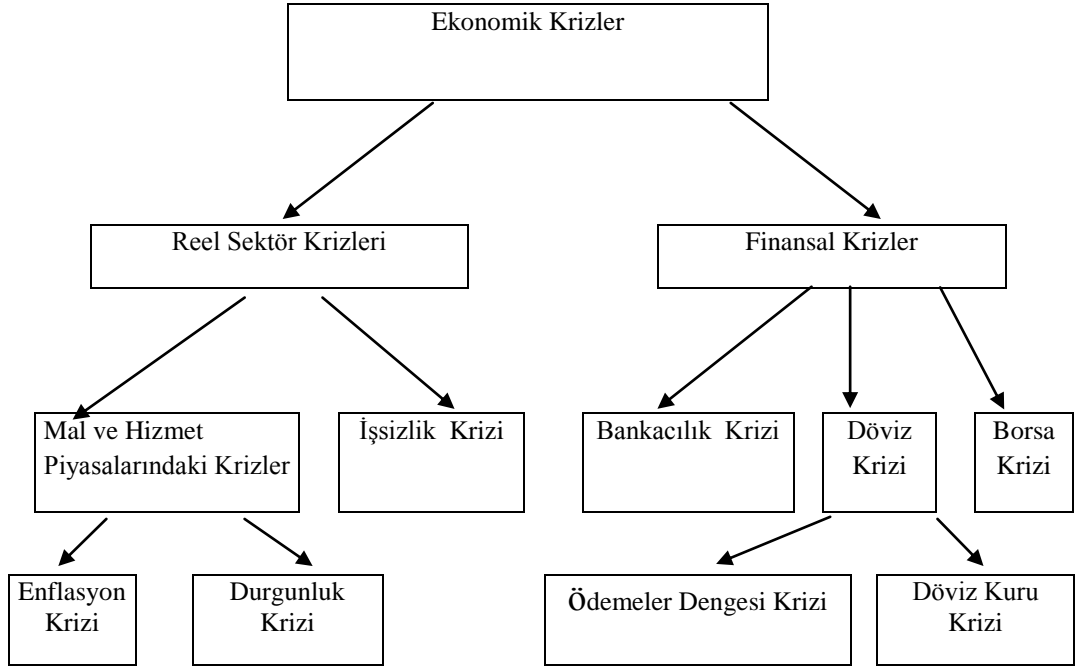 Ekonomik Krizler
Reel Sektör Krizleri
Finansal Krizler
Mal ve Hizmet
Piyasalarındaki Krizler
İşsizlik Krizi
Bankacılık Krizi
Döviz
Krizi
Borsa
Krizi
Enflasyon
Krizi
Durgunluk
Krizi
Ödemeler Dengesi Krizi
Döviz Kuru
Krizi